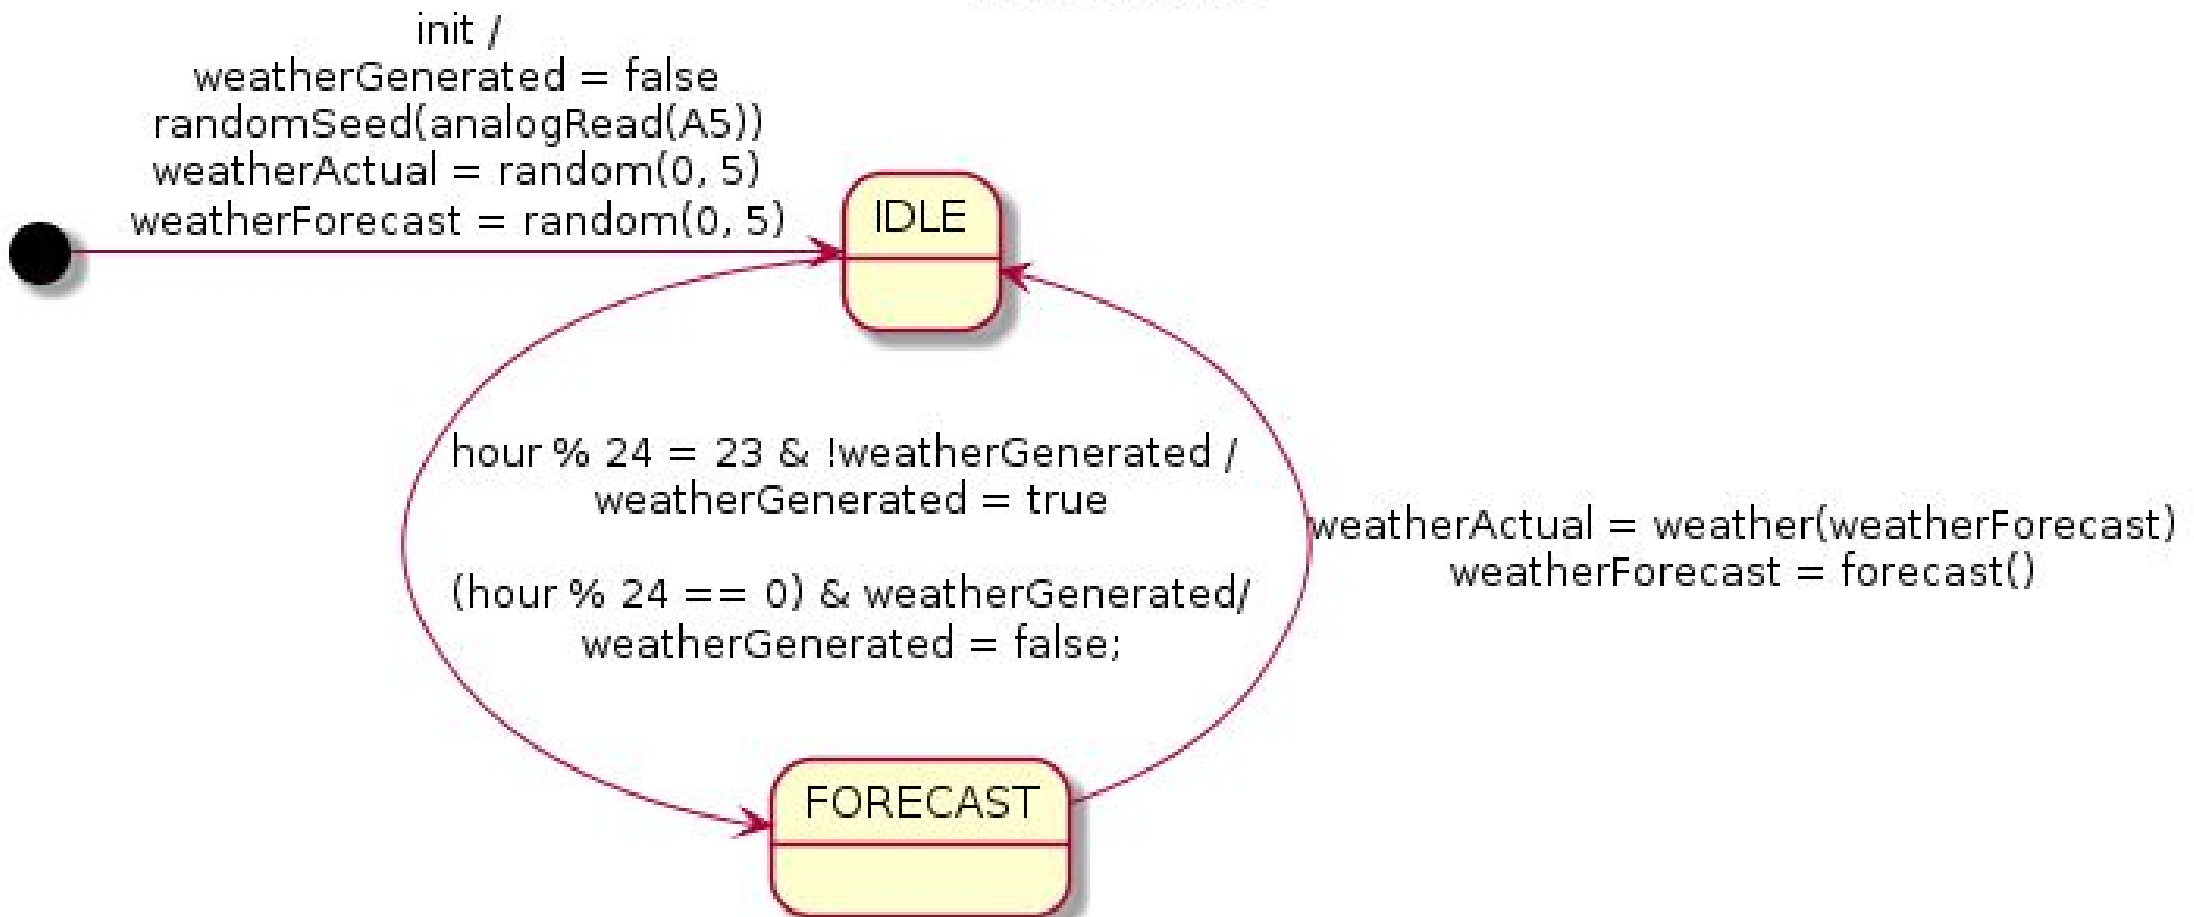 init /
weatherGenerated = false
randomSeed(analogRead(A5))
weatherActual = random(0, 5)
weatherForecast = random(0, 5)
IDLE
hour % 24 = 23 & !weatherGenerated /
weatherGenerated = true
(hour % 24 == 0) & weatherGenerated/
weatherGenerated = false;
weatherActual = weather(weatherForecast)
weatherForecast = forecast()
FORECAST